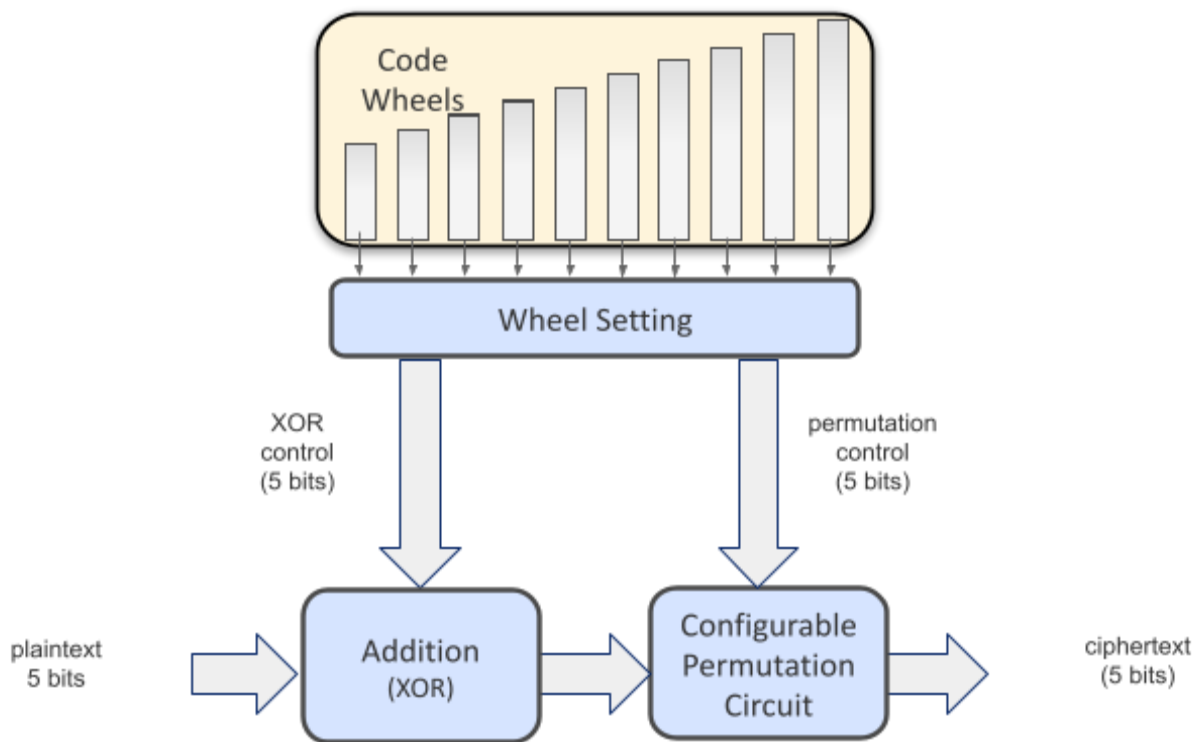 Code
Wheels
Wheel Setting
XOR
control
(5 bits)
permutation
control
(5 bits)
plaintext
5 bits
Addition
(XOR)
Configurable
Permutation
Circuit
ciphertext
(5 bits)